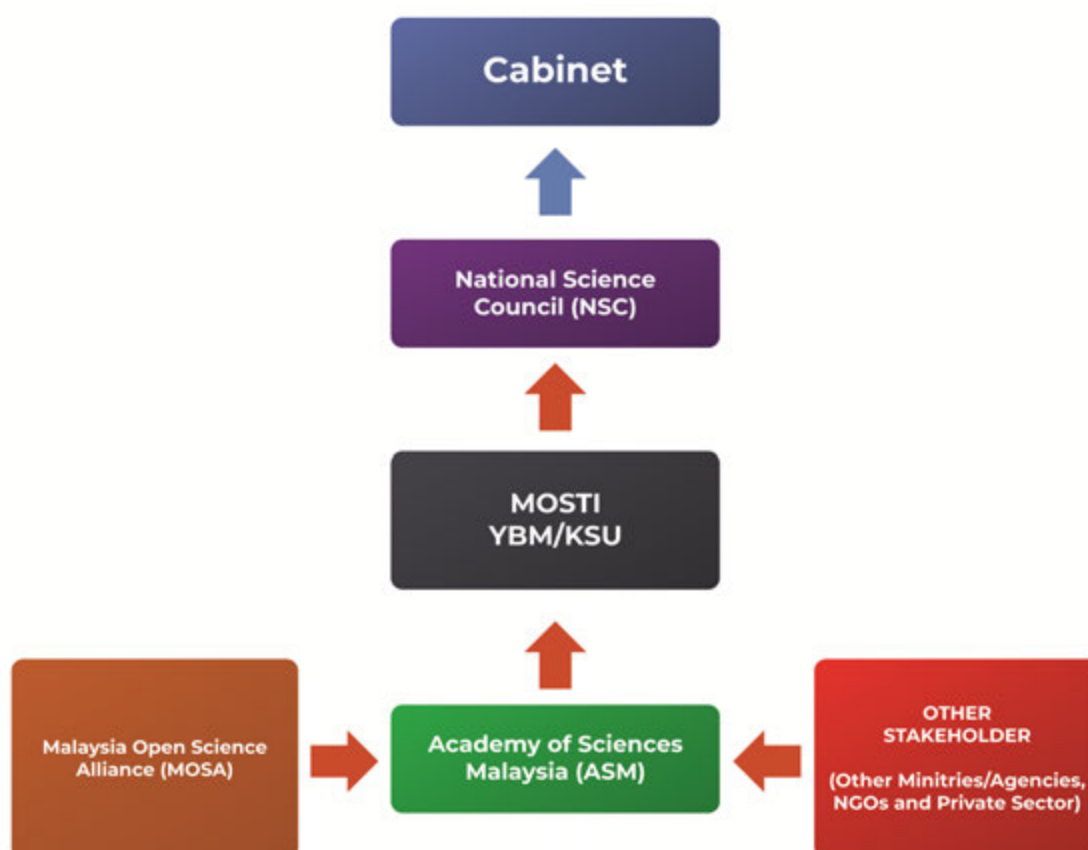 Cabinet
National Science
Council (NSC)
MOSTI
YBM/KSU
Malaysia Open Science
Alliance (MOSA)
Academy of Sciences
Malaysia (ASM)
OTHER
STAKEHOLDER
(Other Minitries/Agencies,
NGOs and Private Sector)